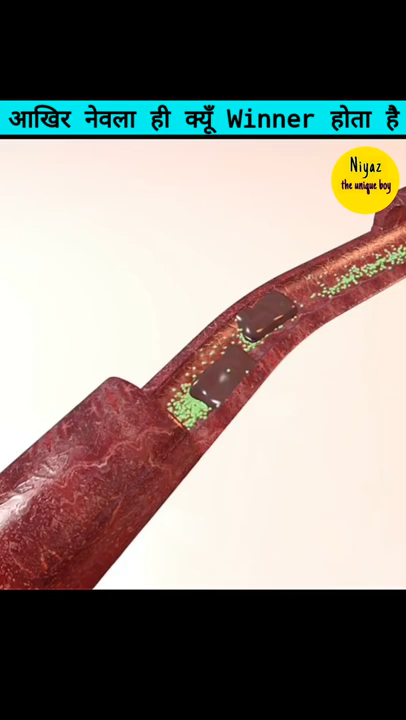 आखिर नेवला ही क्यूँ Winner होता है
Niyaz
the unique boy